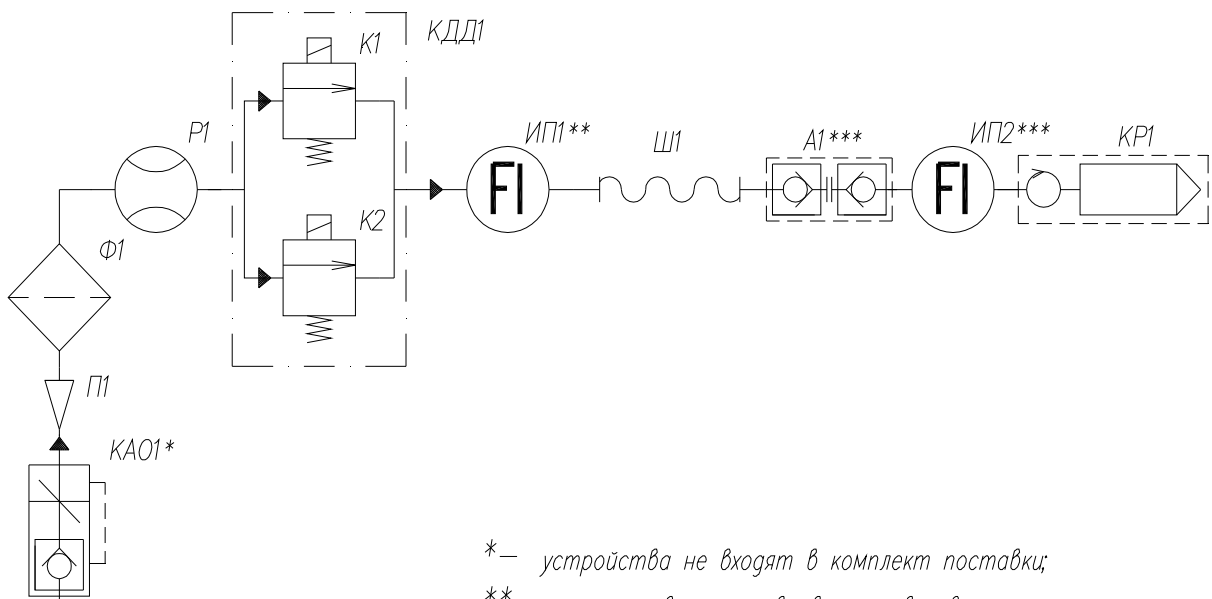 КДД1
К1
Р1
К2
ИП1**
Ш1
А1***
ИП2***
КР1
FI
FI
Ф1
П1
КАО1*
*— устройства не входят в комплект поставки;
**